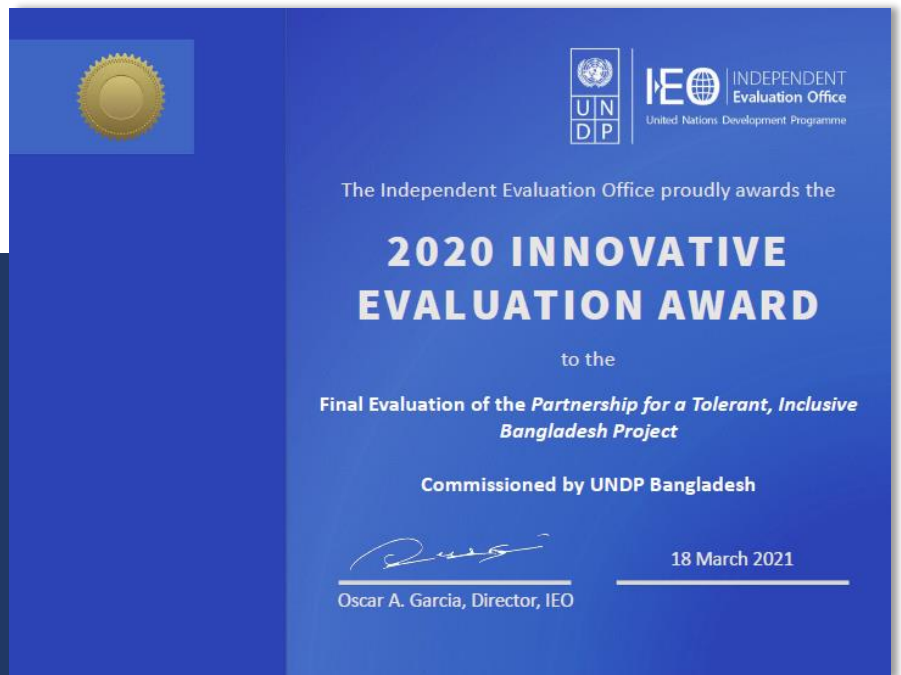 UN
DP
IEO
INDEPENDENT
Evaluation Office
United Nations Development Programme
The Independent Evaluation Office proudly awards the
2020 INNOVATIVE
EVALUATION AWARD
to the
Final Evaluation of the Partnership for a Tolerant, Inclusive
Bangladesh Project
Commissioned by UNDP Bangladesh
18 March 2021
Oscar A. Garcia, Director, IEO